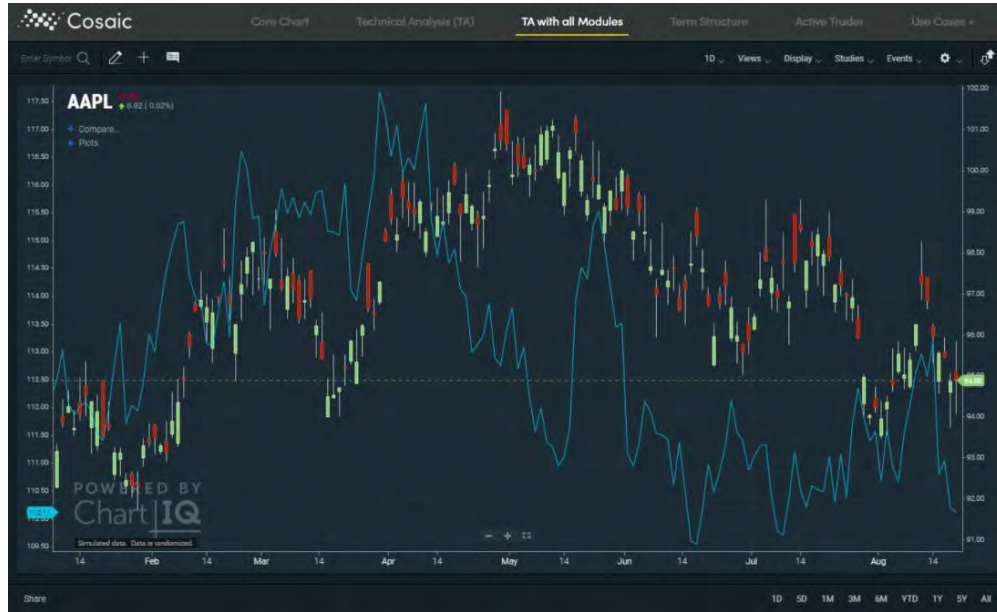 Cosaic
Core Chart Technical Analysis (TA) TA with all Modules Term Structure Active Trader Use Cases
Enter Symbol 1D Views Display Studies Events
AAPL 0.02 ( 0.02%)
Compare...
Plots
117.50
117.00
116.50
116.00
115.50
115.00
114.50
114.00
113.50
113.00
112.50
112.00
111.50
111.00
110.50
109.50
102.00
101.00
100.00
99.00
98.00
97.00
96.00
94.00
93.00
92.00
91.00
POWERED BY
ChartIQ
Simulated data. Data is randomized.
14 Feb 14 Mar 14 Apr 14 May 14 Jun 14 Jul 14 Aug 14
Share 1D 5D 1M 3M 6M YTD 1Y 5Y All